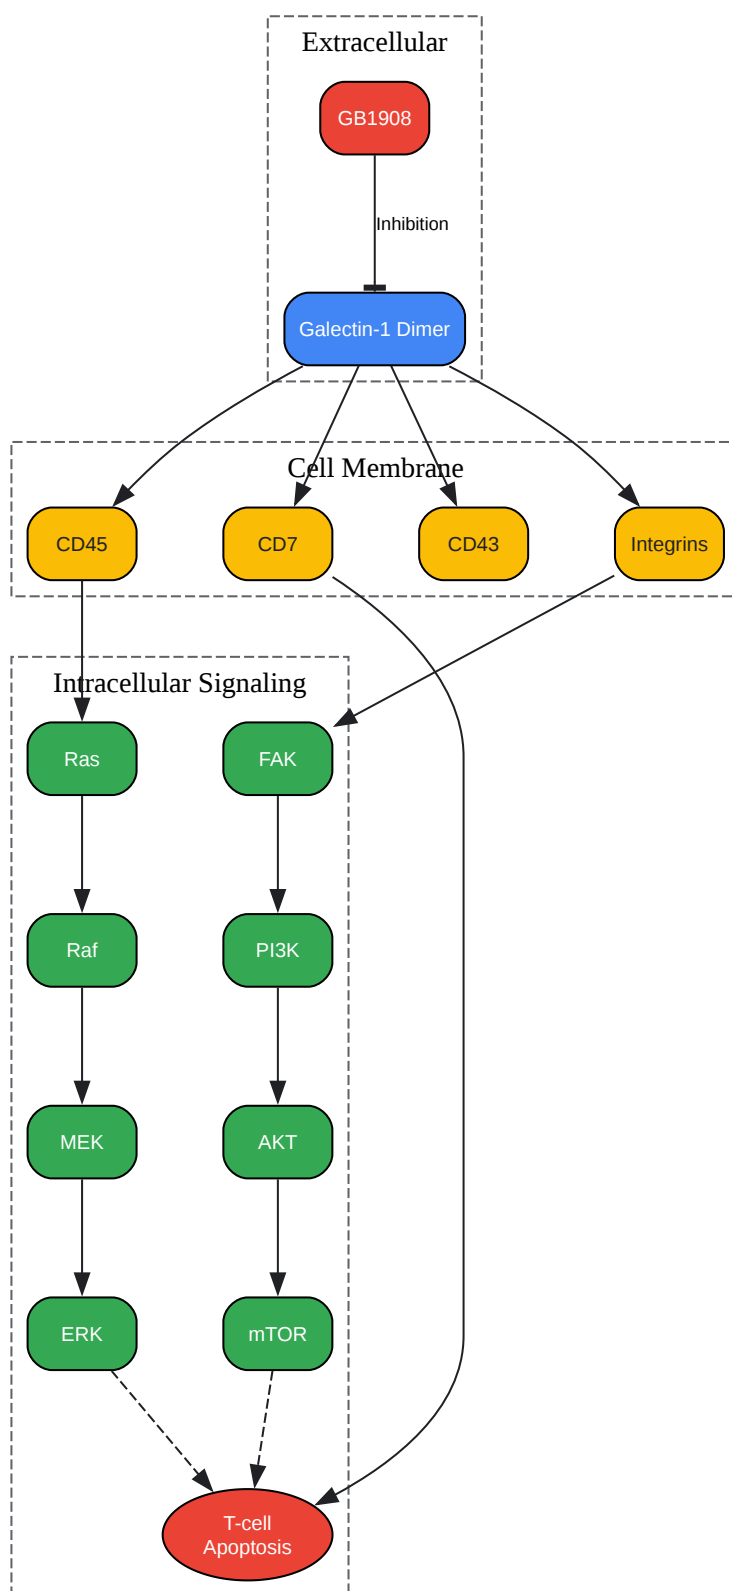 Extracellular
GB1908
Inhibition
Galectin-1 Dimer
Cell Membrane
CD45
CD7
CD43
Integrins
Intracellular Signaling
Ras
FAK
Raf
PI3K
MEK
AKT
ERK
mTOR
T-cell
Apoptosis